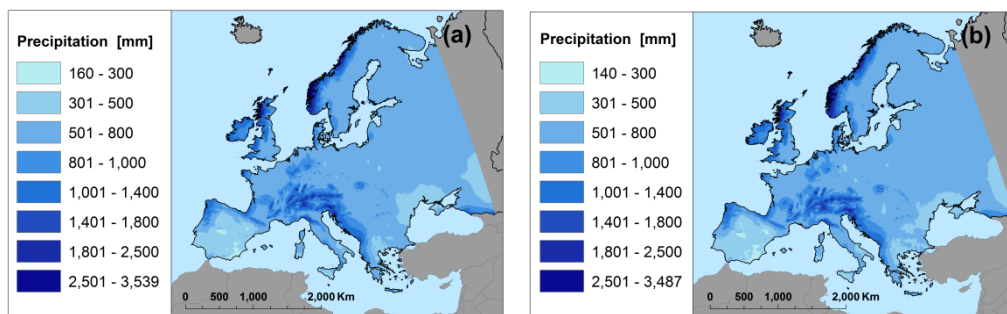 Precipitation [mm]
160 - 300
301 - 500
501 - 800
801 - 1,000
1,001 - 1,400
1,401 - 1,800
1,801 - 2,500
2,501 - 3,539
(a)
0 500 1,000 2,000 Km
Precipitation [mm]
140 - 300
301 - 500
501 - 800
801 - 1,000
1,001 - 1,400
1,401 - 1,800
1,801 - 2,500
2,501 - 3,487
(b)
0 500 1,000 2,000 Km